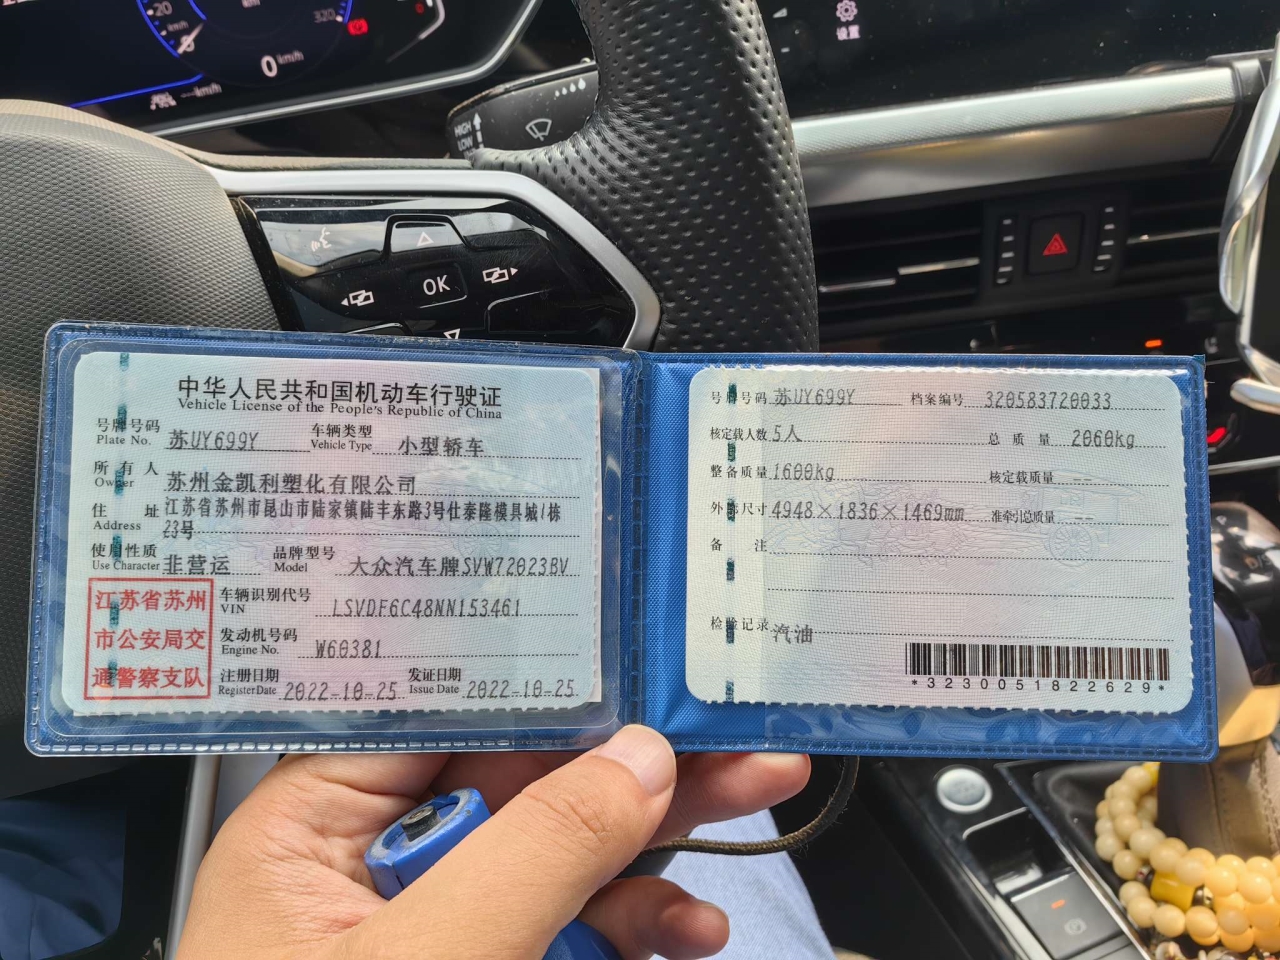 320
km/h
0 km/h
---km/h
设置
HIGH
LOW
OK
中华人民共和国机动车行驶证
Vehicle License of the People's Republic of China
号牌号码 苏UY699Y 车辆类型 小型轿车
Plate No. Vehicle Type
所有人 苏州金凯利塑化有限公司
Owner
住址 江苏省苏州市昆山市陆家镇陆丰东路3号仕泰隆模具城1栋
Address 23号
使用性质 非营运 品牌型号 大众汽车牌SVW72023BV
Use Character Model
江苏省苏州
市公安局交
通警察支队
车辆识别代号 LSVDF6C48NN153461
VIN
发动机号码 W60381
Engine No.
注册日期 2022-10-25 发证日期 2022-10-25
Register Date Issue Date
号牌号码 苏UY699Y 档案编号 320583720033
核定载人数 5人 总质量 2060kg
整备质量 1600kg 核定载质量 --
外廓尺寸 4948×1836×1469mm 准牵引总质量 --
备注
检验记录 汽油
*3230051822629*